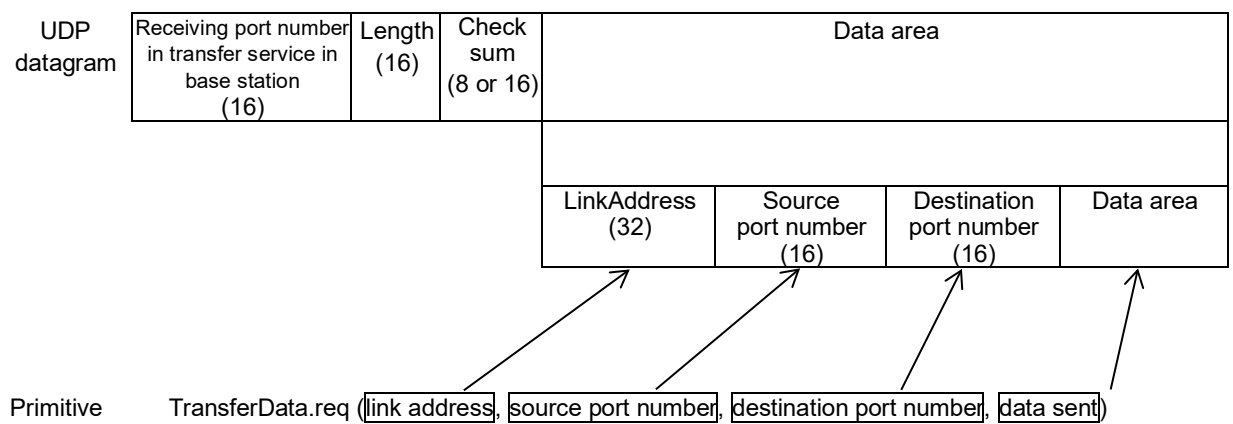 UDP
datagram
Receiving port number
in transfer service in
base station
(16)
Length
(16)
Check
sum
(8 or 16)
Data area
LinkAddress
(32)
Source
port number
(16)
Destination
port number
(16)
Data area
Primitive
TransferData.req (link address, source port number, destination port number, data sent)